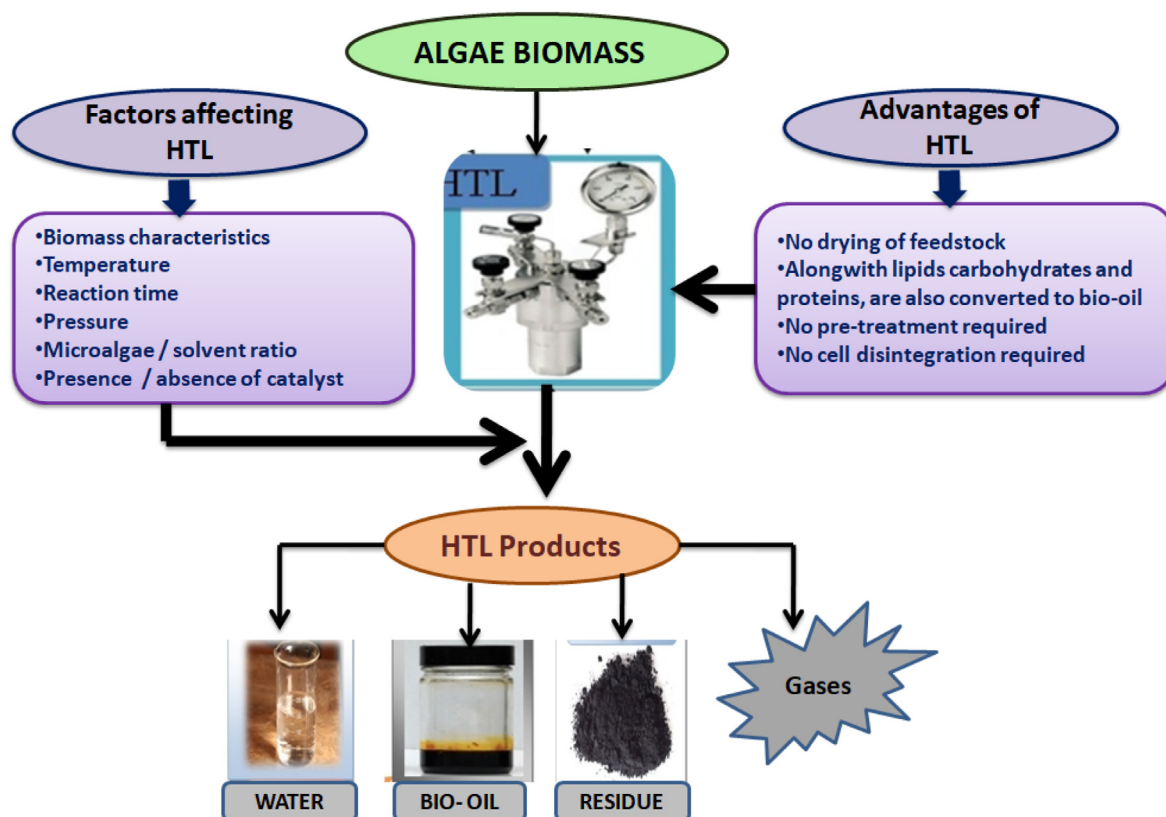 ALGAE BIOMASS
Factors affecting
HTL
•Biomass characteristics
•Temperature
•Reaction time
•Pressure
•Microalgae / solvent ratio
•Presence / absence of catalyst
HTL
Advantages of
HTL
•No drying of feedstock
•Alongwith lipids carbohydrates and
proteins, are also converted to bio-oil
•No pre-treatment required
•No cell disintegration required
HTL Products
WATER
BIO- OIL
RESIDUE
Gases